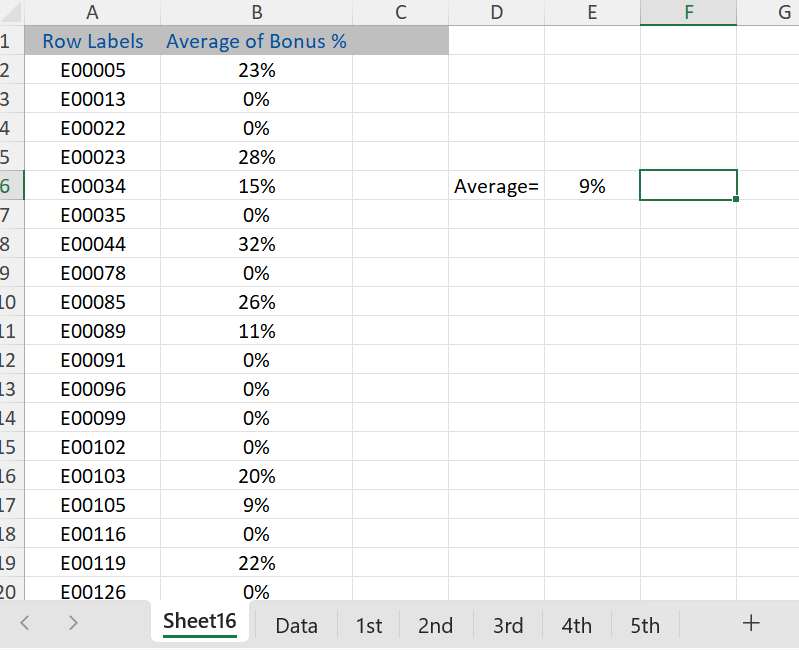 A B C D E F G
1 Row Labels Average of Bonus %
2 E00005 23%
3 E00013 0%
4 E00022 0%
5 E00023 28%
6 E00034 15% Average= 9%
7 E00035 0%
8 E00044 32%
9 E00078 0%
10 E00085 26%
11 E00089 11%
12 E00091 0%
13 E00096 0%
14 E00099 0%
15 E00102 0%
16 E00103 20%
17 E00105 9%
18 E00116 0%
19 E00119 22%
20 E00126 0%
Sheet16 Data 1st 2nd 3rd 4th 5th +